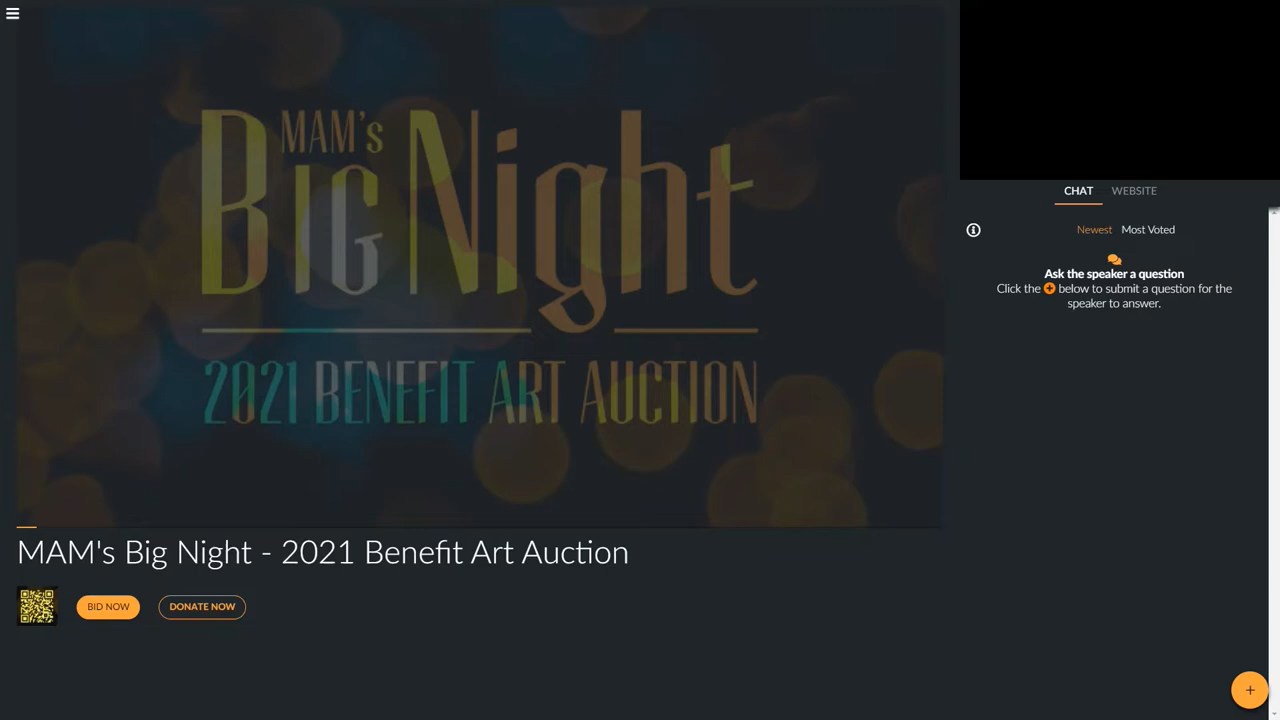 MAM's
BIG Night
2021 BENEFIT ART AUCTION
MAM's Big Night - 2021 Benefit Art Auction
BID NOW
DONATE NOW
CHAT
WEBSITE
Newest
Most Voted
Ask the speaker a question
Click the + below to submit a question for the
speaker to answer.
+